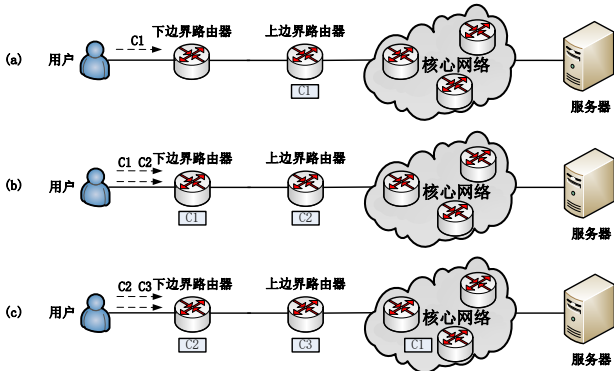 C1 下边界路由器 上边界路由器
(a) 用户 核心网络
C1
服务器
C1 C2 下边界路由器 上边界路由器
(b) 用户 核心网络
C1 C2
服务器
C2 C3 下边界路由器 上边界路由器
(c) 用户 核心网络
C2 C3 C1
服务器